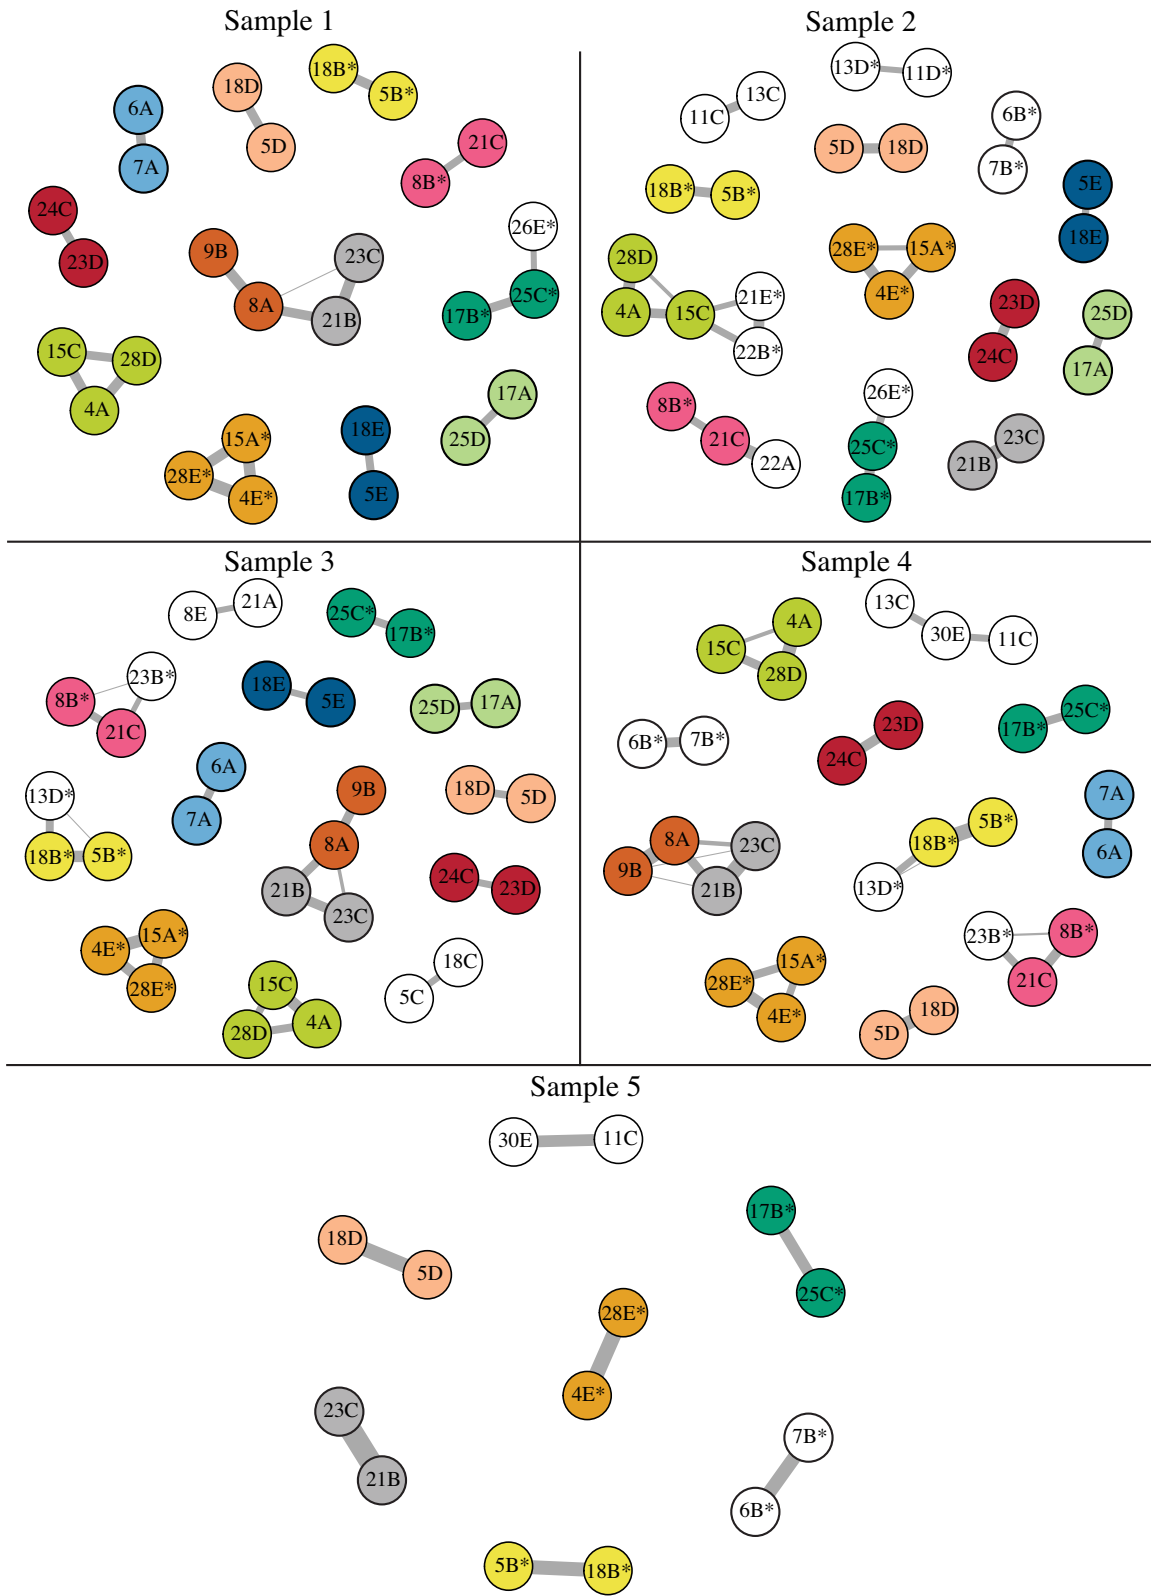 Sample 1
18B*
5B*
18D
5D
6A
7A
21C
8B*
24C
23D
26E*
25C*
17B*
9B
8A
23C
21B
15C
28D
4A
17A
25D
15A*
28E*
4E*
18E
5E
Sample 2
13D*
11D*
13C
11C
6B*
7B*
5D
18D
18B*
5B*
5E
18E
28D
4A
15C
21E*
22B*
28E*
15A*
4E*
23D
24C
25D
17A
8B*
21C
22A
26E*
25C*
17B*
23C
21B
Sample 3
8E
21A
25C*
17B*
23B*
8B*
21C
18E
5E
25D
17A
6A
7A
13D*
18B*
5B*
9B
8A
21B
23C
18D
5D
24C
23D
15A*
4E*
28E*
15C
28D
4A
18C
5C
Sample 4
4A
15C
28D
13C
30E
11C
6B*
7B*
23D
24C
25C*
17B*
7A
6A
8A
23C
9B
21B
5B*
18B*
13D*
23B*
8B*
21C
15A*
28E*
4E*
18D
5D
Sample 5
30E
11C
17B*
25C*
18D
5D
28E*
4E*
23C
21B
7B*
6B*
5B*
18B*